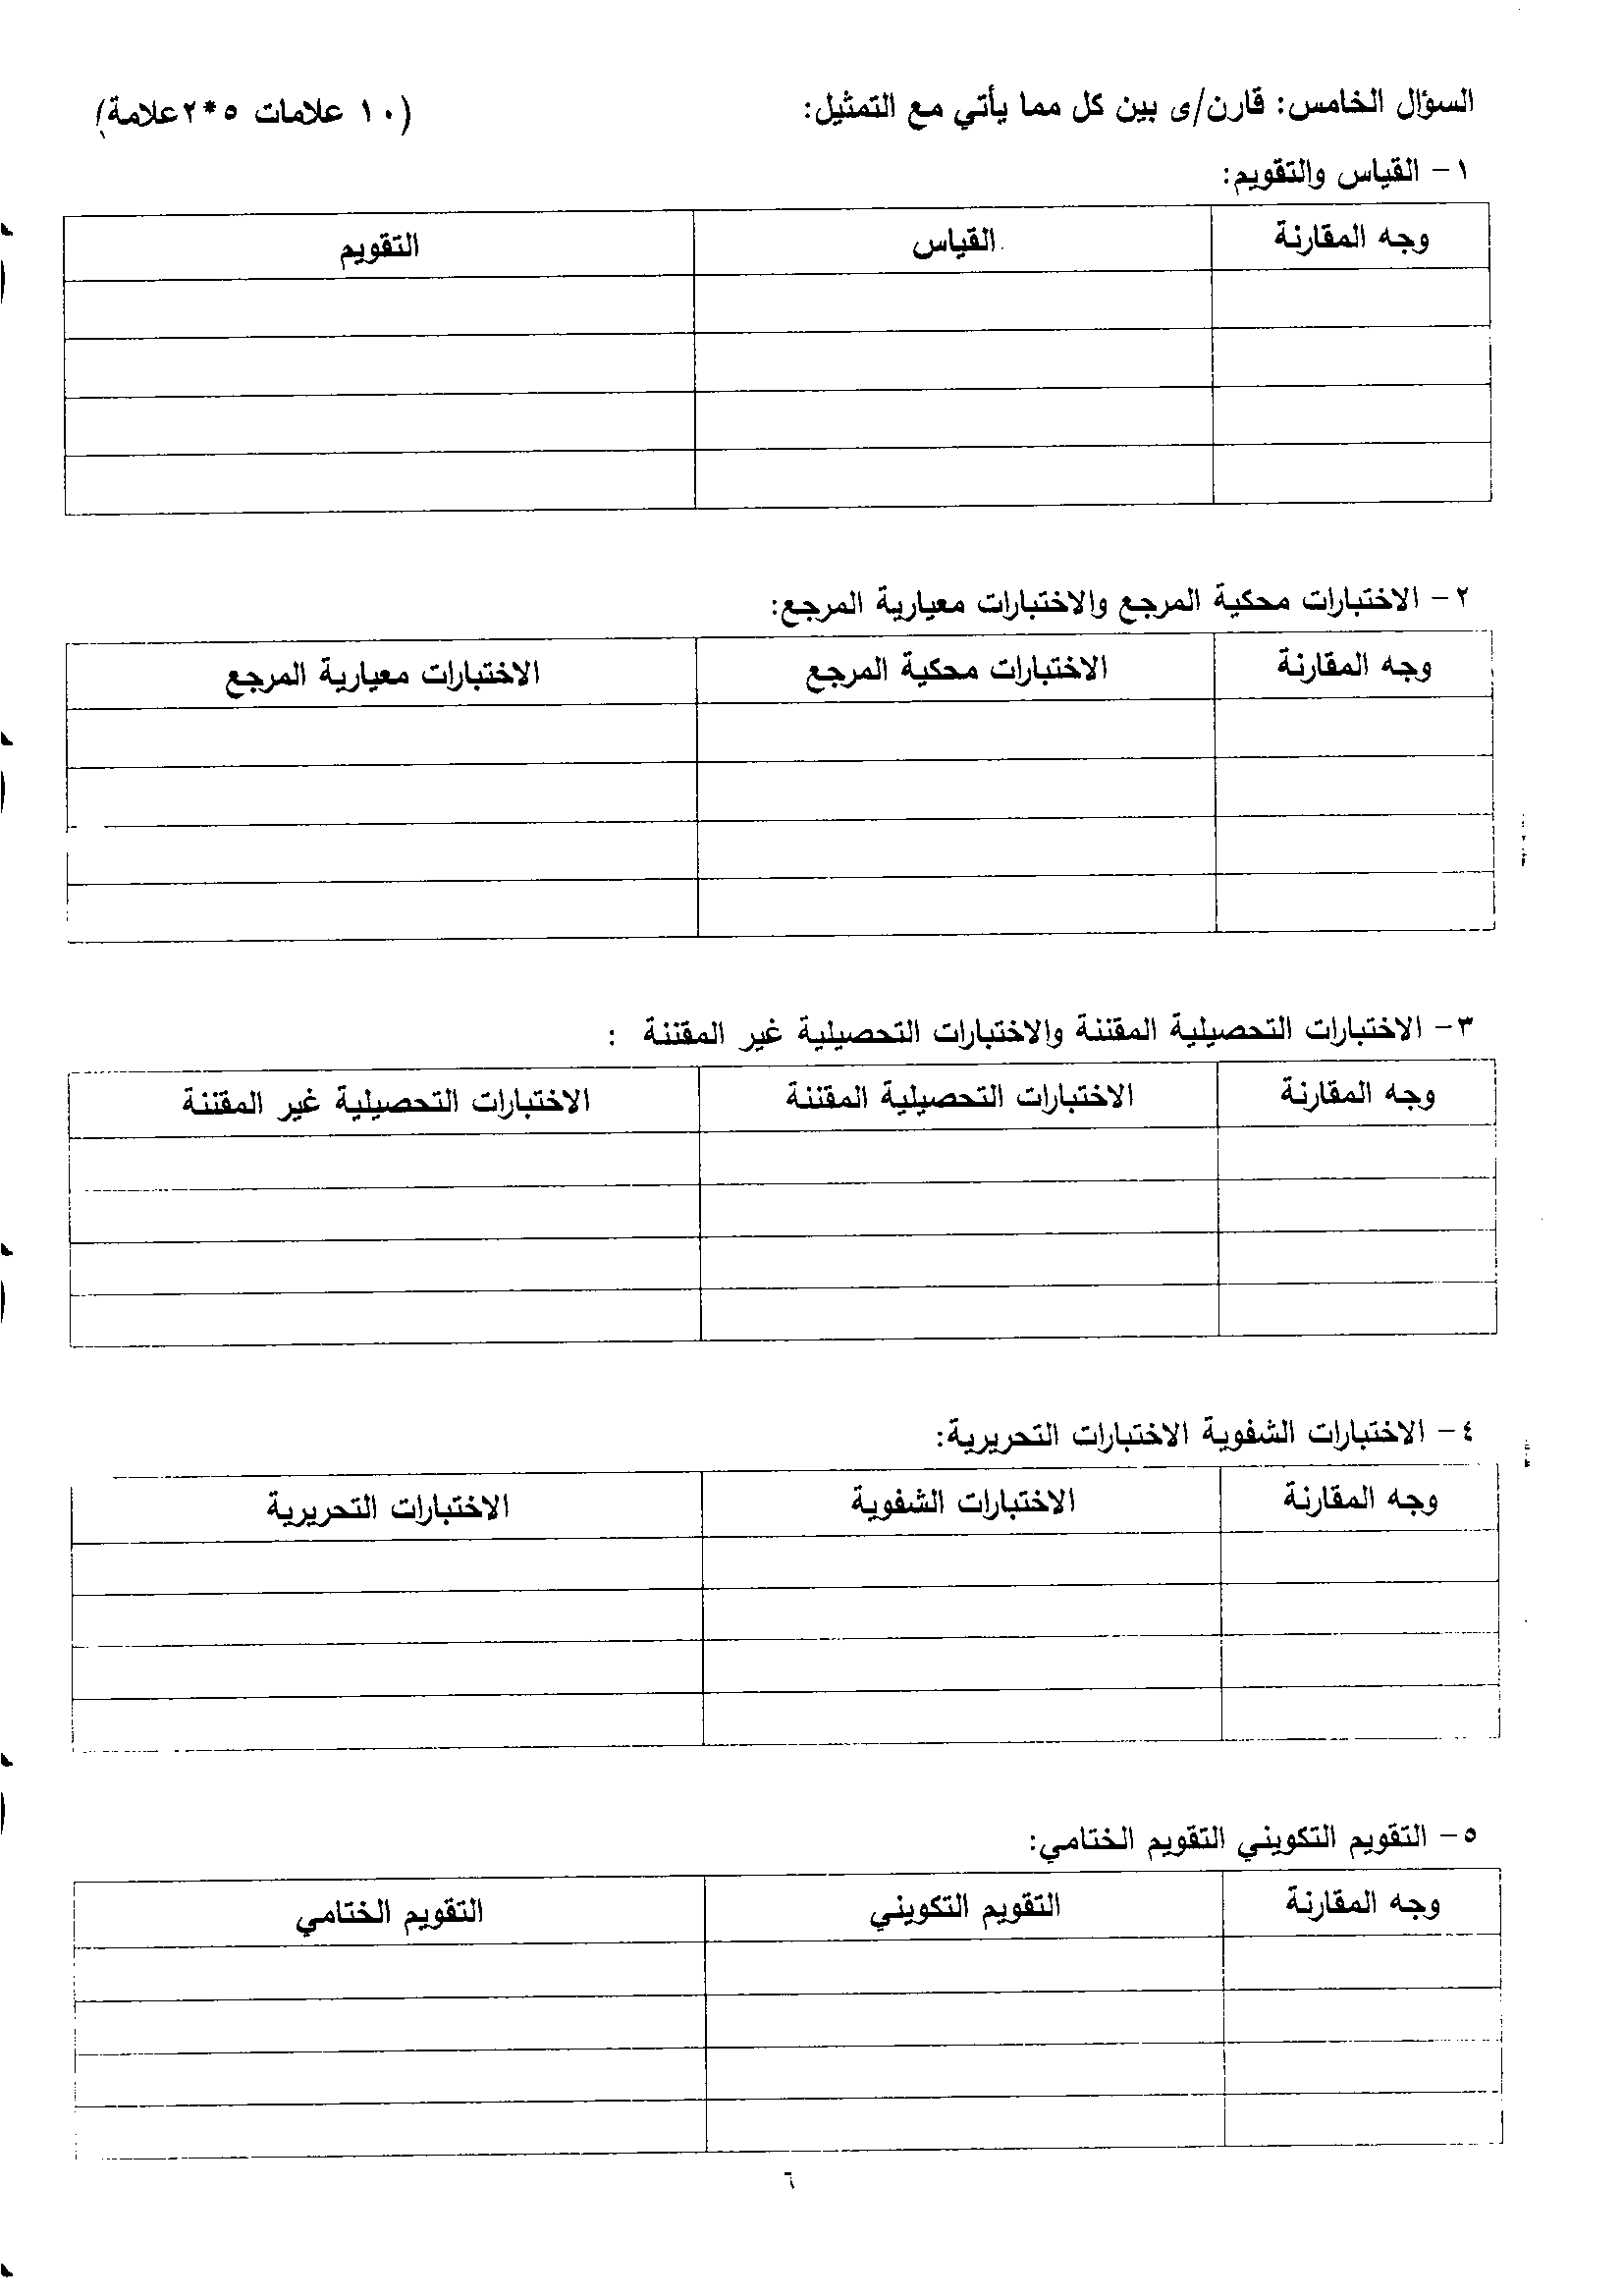 السؤال الخامس: قارن/ى بين كل مما يأتي مع التمثيل: (١٠ علامات ٥*٢علامة)
١- القياس والتقويم:
وجه المقارنة القياس التقويم
٢- الاختبارات محكية المرجع والاختبارات معيارية المرجع:
وجه المقارنة الاختبارات محكية المرجع الاختبارات معيارية المرجع
٣- الاختبارات التحصيلية المقننة والاختبارات التحصيلية غير المقننة :
وجه المقارنة الاختبارات التحصيلية المقننة الاختبارات التحصيلية غير المقننة
٤- الاختبارات الشفوية الاختبارات التحريرية:
وجه المقارنة الاختبارات الشفوية الاختبارات التحريرية
٥- التقويم التكويني التقويم الختامي:
وجه المقارنة التقويم التكويني التقويم الختامي
٦